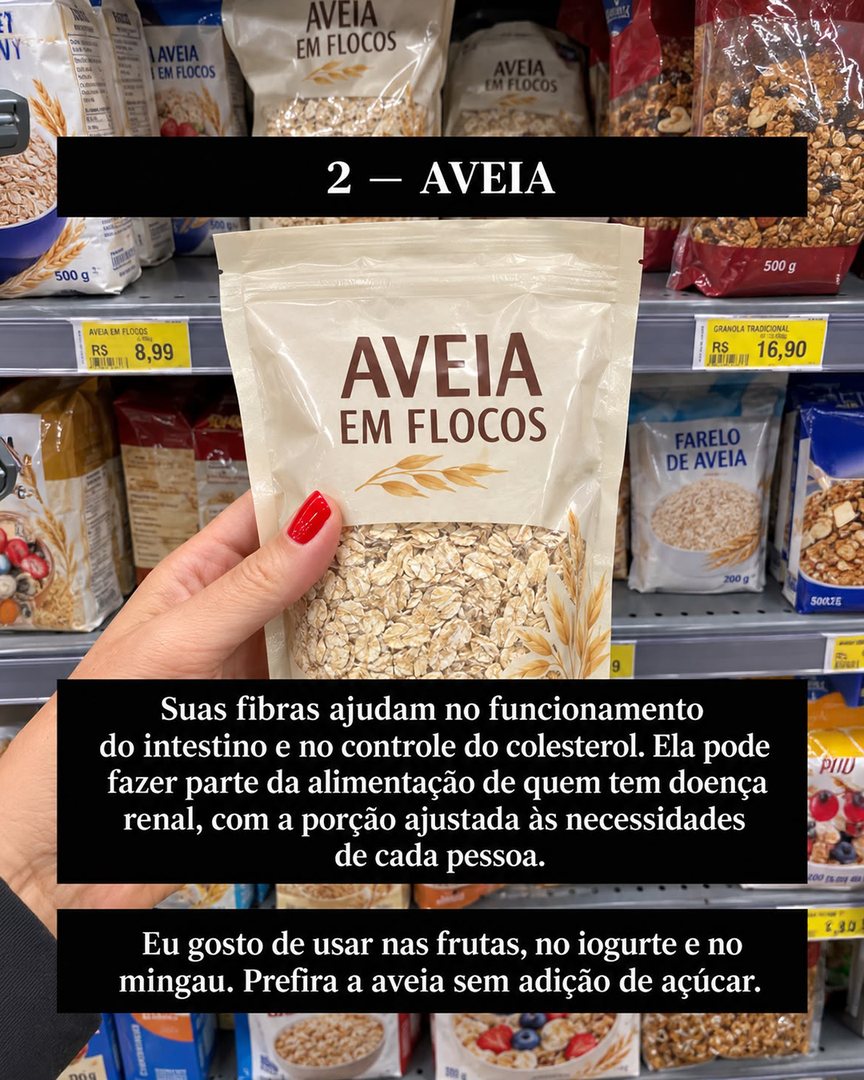 AVEIA
EM FLOCOS
AVEIA
EM FLOCOS
AVEIA
EM FLOCOS
2 — AVEIA
500 g
500 g
AVEIA EM FLOCOS
R$ 8,99
GRANOLA TRADICIONAL
R$ 16,90
AVEIA
EM FLOCOS
FARELO
DE AVEIA
200 g
9
Suas fibras ajudam no funcionamento
do intestino e no controle do colesterol. Ela pode
fazer parte da alimentação de quem tem doença
renal, com a porção ajustada às necessidades
de cada pessoa.
Eu gosto de usar nas frutas, no iogurte e no
mingau. Prefira a aveia sem adição de açúcar.